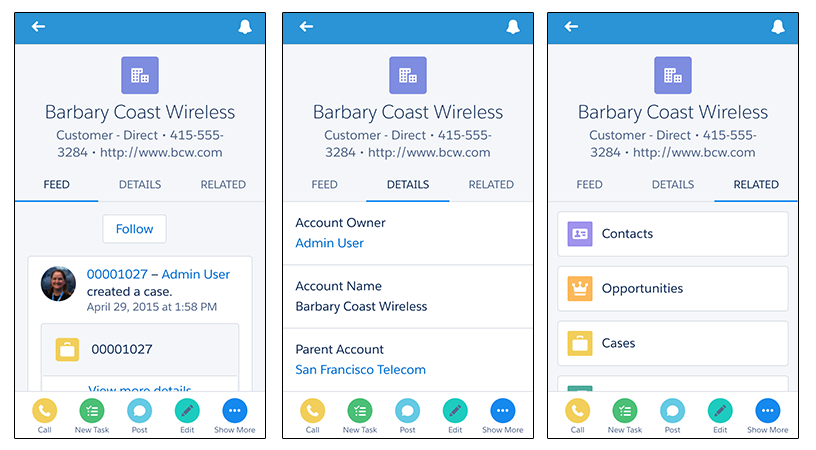 Barbary Coast Wireless
Customer - Direct • 415-555-
3284 • http://www.bcw.com
FEED DETAILS RELATED
Follow
00001027 – Admin User
created a case.
April 29, 2015 at 1:58 PM
00001027
View more details
Call New Task Post Edit Show More
Barbary Coast Wireless
Customer - Direct • 415-555-
3284 • http://www.bcw.com
FEED DETAILS RELATED
Account Owner
Admin User
Account Name
Barbary Coast Wireless
Parent Account
San Francisco Telecom
Call New Task Post Edit Show More
Barbary Coast Wireless
Customer - Direct • 415-555-
3284 • http://www.bcw.com
FEED DETAILS RELATED
Contacts
Opportunities
Cases
Call New Task Post Edit Show More